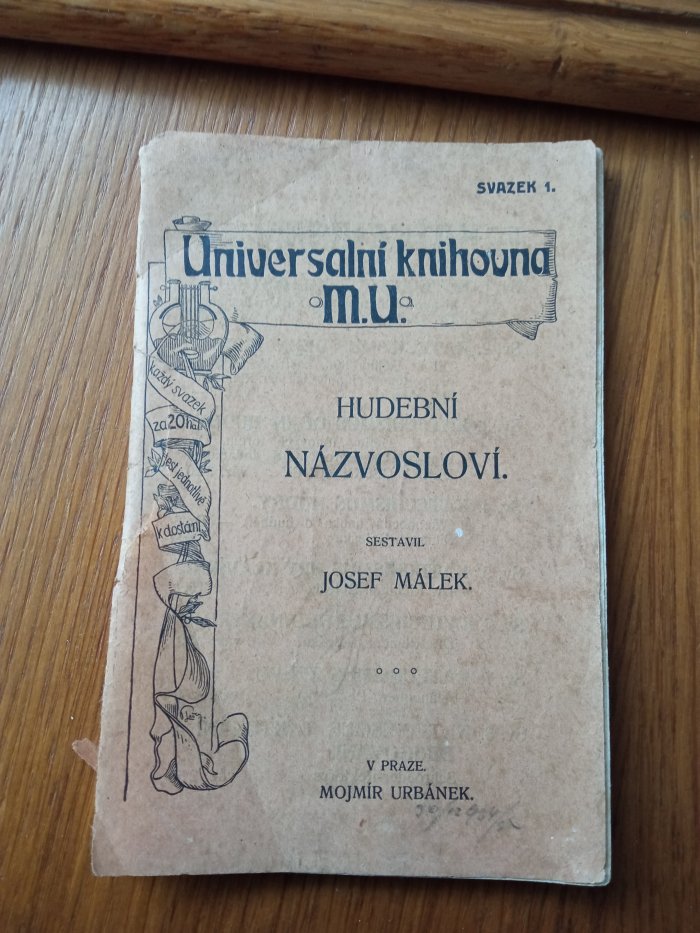 SVAZEK 1.
Universalní knihovna
M.U.
každý svazek
za 20 hal.
jest jednotlivě
k dostání
HUDEBNÍ
NÁZVOSLOVÍ.
SESTAVIL
JOSEF MÁLEK.
V PRAZE.
MOJMÍR URBÁNEK.